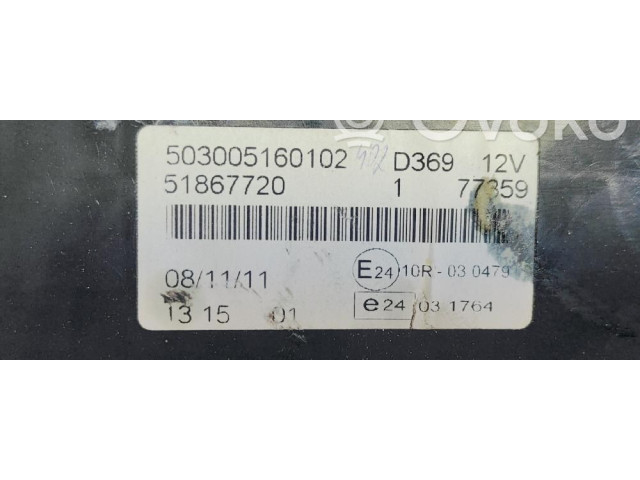 Ovoko
503005160102 D369 12V
51867720 1 77359
08/11/11 E24 10R - 03 0479
13 15 01 e24 03 1764